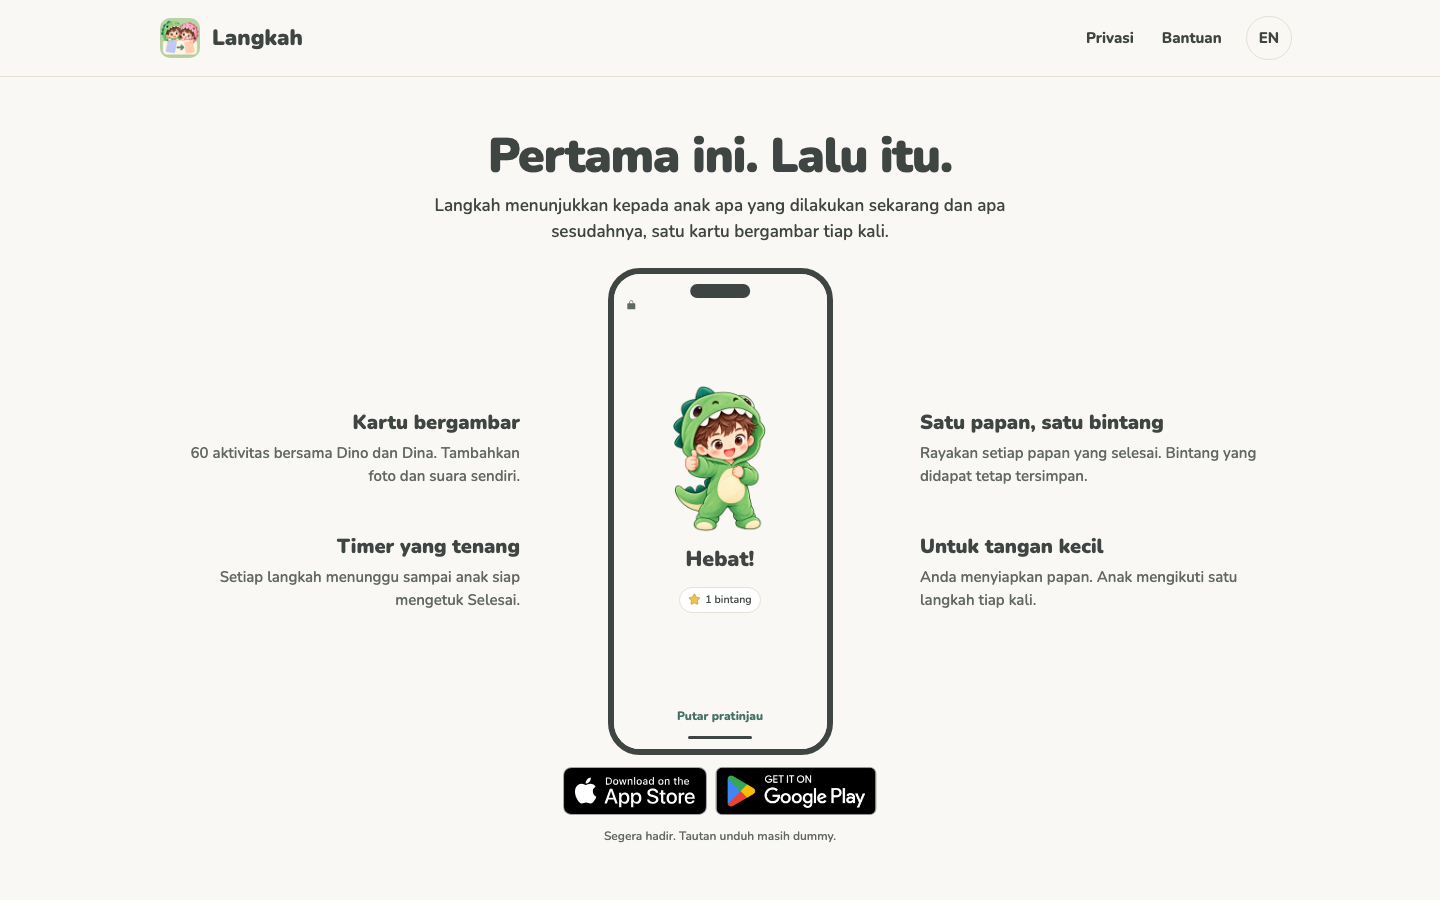 Langkah
Privasi
Bantuan
EN
Pertama ini. Lalu itu.
Langkah menunjukkan kepada anak apa yang dilakukan sekarang dan apa
sesudahnya, satu kartu bergambar tiap kali.
Kartu bergambar
60 aktivitas bersama Dino dan Dina. Tambahkan
foto dan suara sendiri.
Timer yang tenang
Setiap langkah menunggu sampai anak siap
mengetuk Selesai.
Hebat!
1 bintang
Putar pratinjau
Satu papan, satu bintang
Rayakan setiap papan yang selesai. Bintang yang
didapat tetap tersimpan.
Untuk tangan kecil
Anda menyiapkan papan. Anak mengikuti satu
langkah tiap kali.
Download on the
App Store
GET IT ON
Google Play
Segera hadir. Tautan unduh masih dummy.